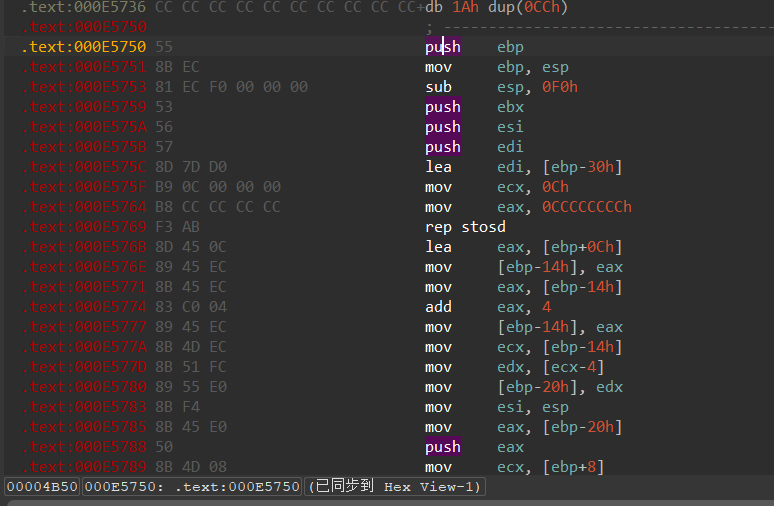 .text:000E5736 CC CC CC CC CC CC CC CC CC CC CC+db 1Ah dup(0CCh)
.text:000E5750 ; ---------------------------------------
.text:000E5750 55 push ebp
.text:000E5751 8B EC mov ebp, esp
.text:000E5753 81 EC F0 00 00 00 sub esp, 0F0h
.text:000E5759 53 push ebx
.text:000E575A 56 push esi
.text:000E575B 57 push edi
.text:000E575C 8D 7D D0 lea edi, [ebp-30h]
.text:000E575F B9 0C 00 00 00 mov ecx, 0Ch
.text:000E5764 B8 CC CC CC CC mov eax, 0CCCCCCCCh
.text:000E5769 F3 AB rep stosd
.text:000E576B 8D 45 0C lea eax, [ebp+0Ch]
.text:000E576E 89 45 EC mov [ebp-14h], eax
.text:000E5771 8B 45 EC mov eax, [ebp-14h]
.text:000E5774 83 C0 04 add eax, 4
.text:000E5777 89 45 EC mov [ebp-14h], eax
.text:000E577A 8B 4D EC mov ecx, [ebp-14h]
.text:000E577D 8B 51 FC mov edx, [ecx-4]
.text:000E5780 89 55 E0 mov [ebp-20h], edx
.text:000E5783 8B F4 mov esi, esp
.text:000E5785 8B 45 E0 mov eax, [ebp-20h]
.text:000E5788 50 push eax
.text:000E5789 8B 4D 08 mov ecx, [ebp+8]
00004B50 000E5750: .text:000E5750 (已同步到 Hex View-1)